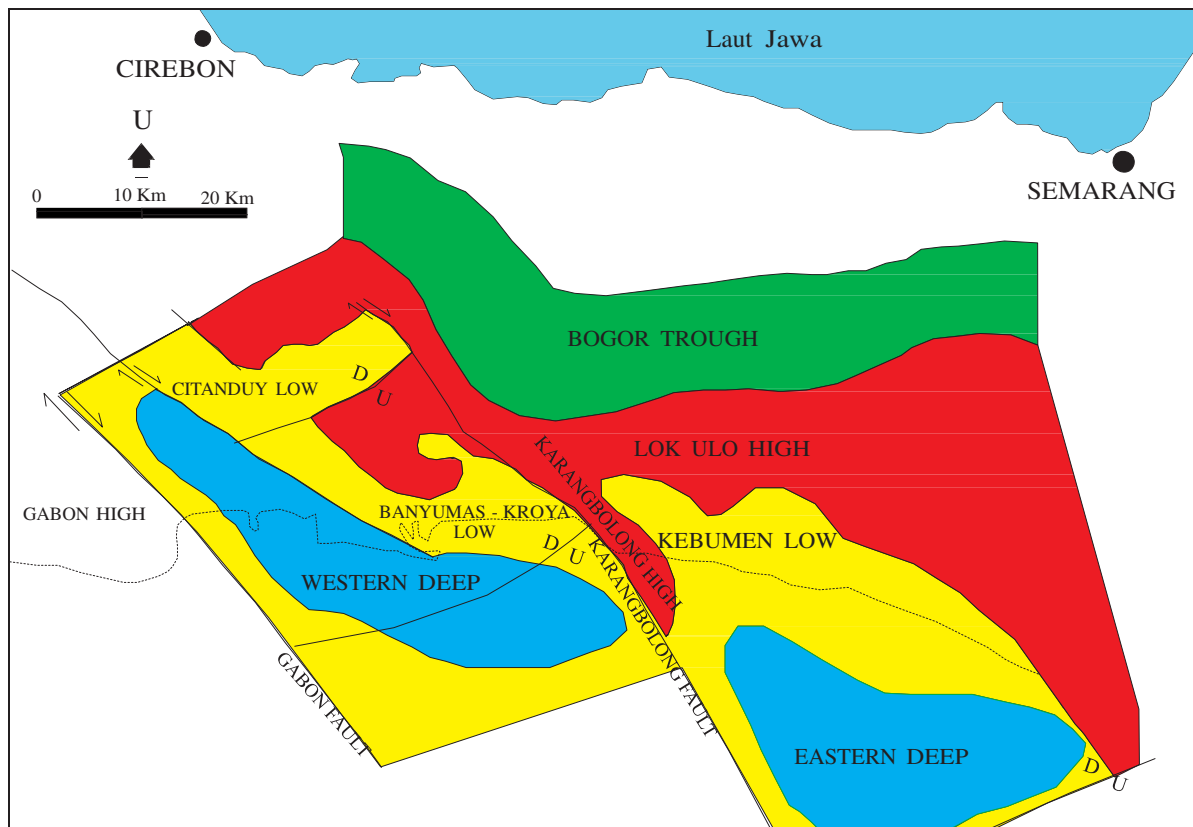 Laut Jawa
CIREBON
U
0 10 Km 20 Km
SEMARANG
BOGOR TROUGH
CITANDUY LOW
D
U
LOK ULO HIGH
KARANGBOLONG HIGH
GABON HIGH
BANYUMAS - KROYA
LOW
KEBUMEN LOW
D
U
WESTERN DEEP
KARANGBOLONG FAULT
GABON FAULT
EASTERN DEEP
D
U